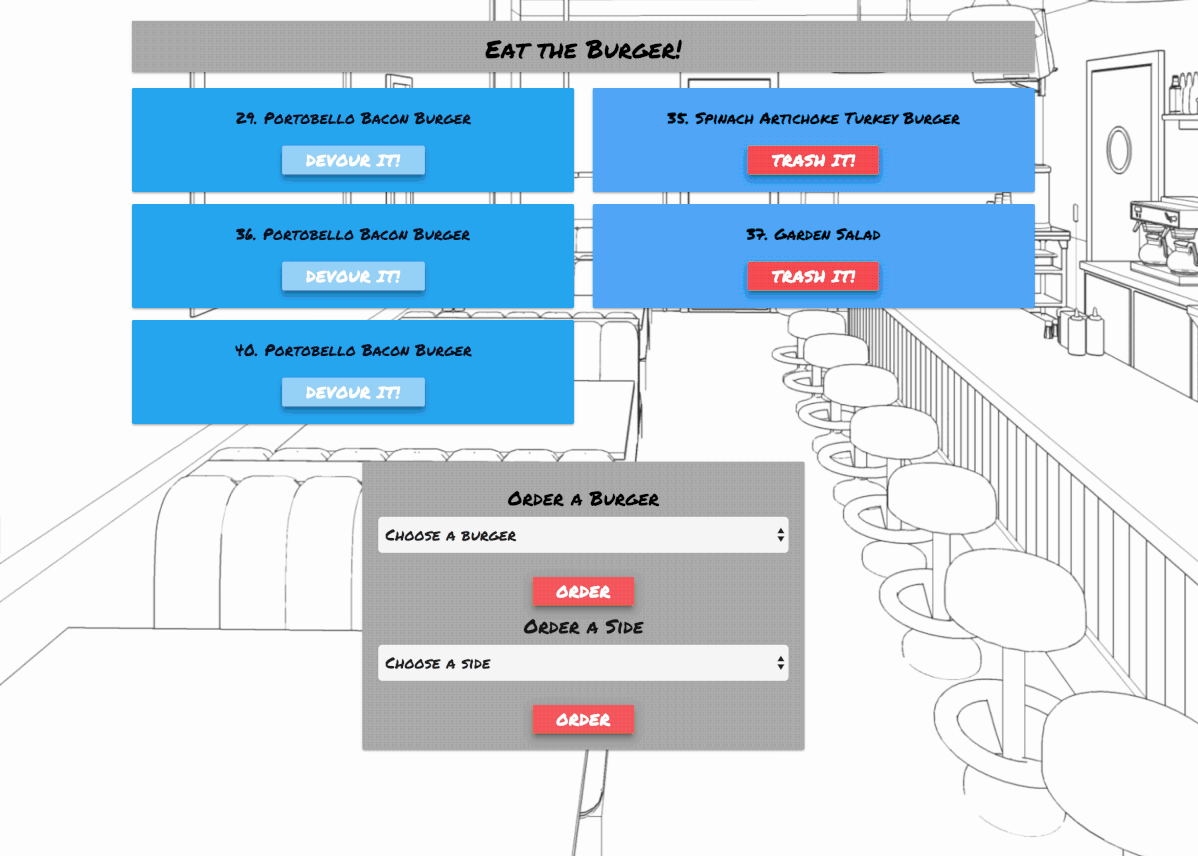 Eat the Burger!
29. Portobello Bacon Burger
DEVOUR IT!
35. Spinach Artichoke Turkey Burger
TRASH IT!
36. Portobello Bacon Burger
DEVOUR IT!
37. Garden Salad
TRASH IT!
40. Portobello Bacon Burger
DEVOUR IT!
Order a Burger
Choose a burger
ORDER
Order a Side
Choose a side
ORDER